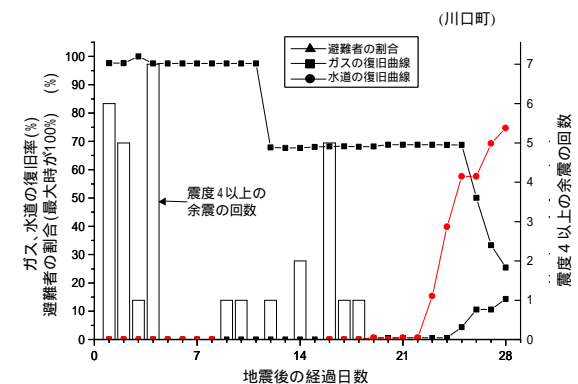 (川口町)
避難者の割合
ガスの復旧曲線
水道の復旧曲線
ガス、水道の復旧率(%)
避難者の割合(最大時が100%) (%)
100
90
80
70
60
50
40
30
20
10
0
震度4以上の
余震の回数
7
6
5
4
3
2
1
0
震度4以上の余震の回数
0 7 14 21 28
地震後の経過日数